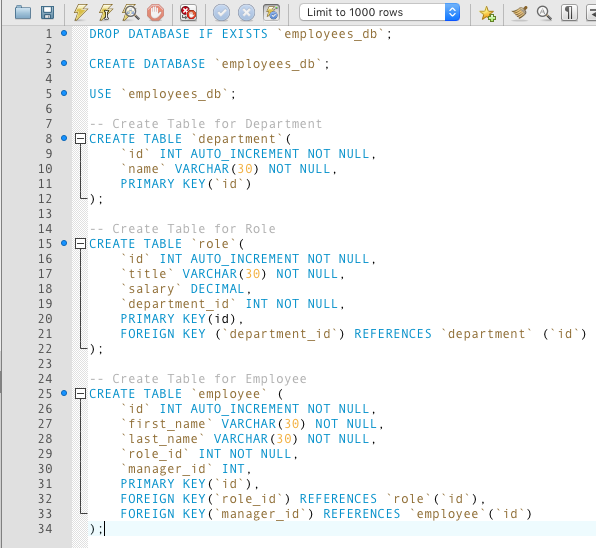 Limit to 1000 rows
1 DROP DATABASE IF EXISTS `employees_db`;
2
3 CREATE DATABASE `employees_db`;
4
5 USE `employees_db`;
6
7 -- Create Table for Department
8 CREATE TABLE `department`(
9 `id` INT AUTO_INCREMENT NOT NULL,
10 `name` VARCHAR(30) NOT NULL,
11 PRIMARY KEY(`id`)
12 );
13
14 -- Create Table for Role
15 CREATE TABLE `role`(
16 `id` INT AUTO_INCREMENT NOT NULL,
17 `title` VARCHAR(30) NOT NULL,
18 `salary` DECIMAL,
19 `department_id` INT NOT NULL,
20 PRIMARY KEY(id),
21 FOREIGN KEY (`department_id`) REFERENCES `department` (`id`)
22 );
23
24 -- Create Table for Employee
25 CREATE TABLE `employee` (
26 `id` INT AUTO_INCREMENT NOT NULL,
27 `first_name` VARCHAR(30) NOT NULL,
28 `last_name` VARCHAR(30) NOT NULL,
29 `role_id` INT NOT NULL,
30 `manager_id` INT,
31 PRIMARY KEY(`id`),
32 FOREIGN KEY(`role_id`) REFERENCES `role`(`id`),
33 FOREIGN KEY(`manager_id`) REFERENCES `employee`(`id`)
34 );